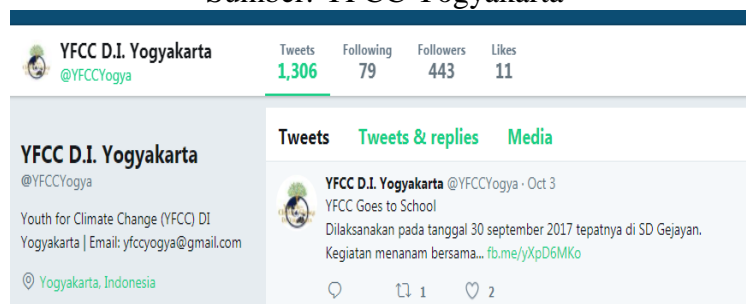 Sumber: YFCC Yogyakarta
YFCC D.I. Yogyakarta
@YFCCYogya
Tweets Following Followers Likes
1,306 79 443 11
YFCC D.I. Yogyakarta
@YFCCYogya
Youth for Climate Change (YFCC) DI
Yogyakarta | Email: yfccyogya@gmail.com
Yogyakarta, Indonesia
Tweets Tweets & replies Media
YFCC D.I. Yogyakarta @YFCCYogya · Oct 3
YFCC Goes to School
Dilaksanakan pada tanggal 30 september 2017 tepatnya di SD Gejayan.
Kegiatan menanam bersama... fb.me/yXpD6MKo
1 2